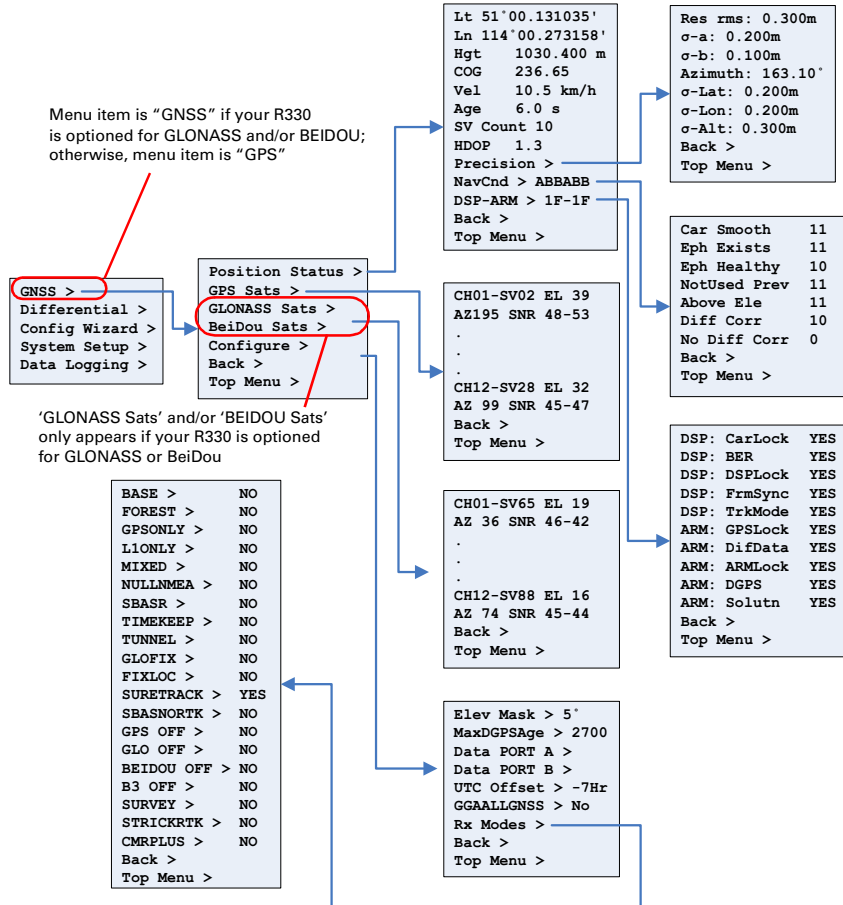 Menu item is “GNSS” if your R330
is optioned for GLONASS and/or BEIDOU;
otherwise, menu item is “GPS”
GNSS >
Differential >
Config Wizard >
System Setup >
Data Logging >
Position Status >
GPS Sats >
GLONASS Sats >
BeiDou Sats >
Configure >
Back >
Top Menu >
‘GLONASS Sats’ and/or ‘BEIDOU Sats’
only appears if your R330 is optioned
for GLONASS or BeiDou
Lt 51°00.131035'
Ln 114°00.273158'
Hgt 1030.400 m
COG 236.65
Vel 10.5 km/h
Age 6.0 s
SV Count 10
HDOP 1.3
Precision >
NavCnd > ABBABB
DSP-ARM > 1F-1F
Back >
Top Menu >
Res rms: 0.300m
σ-a: 0.200m
σ-b: 0.100m
Azimuth: 163.10°
σ-Lat: 0.200m
σ-Lon: 0.200m
σ-Alt: 0.300m
Back >
Top Menu >
Car Smooth 11
Eph Exists 11
Eph Healthy 10
NotUsed Prev 11
Above Ele 11
Diff Corr 10
No Diff Corr 0
Back >
Top Menu >
DSP: CarLock YES
DSP: BER YES
DSP: DSPLock YES
DSP: FrmSync YES
DSP: TrkMode YES
ARM: GPSLock YES
ARM: DifData YES
ARM: ARMLock YES
ARM: DGPS YES
ARM: Solutn YES
Back >
Top Menu >
CH01-SV02 EL 39
AZ195 SNR 48-53
.
.
.
CH12-SV28 EL 32
AZ 99 SNR 45-47
Back >
Top Menu >
CH01-SV65 EL 19
AZ 36 SNR 46-42
.
.
.
CH12-SV88 EL 16
AZ 74 SNR 45-44
Back >
Top Menu >
Elev Mask > 5°
MaxDGPSAge > 2700
Data PORT A >
Data PORT B >
UTC Offset > -7Hr
GGAALLGNSS > No
Rx Modes >
Back >
Top Menu >
BASE > NO
FOREST > NO
GPSONLY > NO
L1ONLY > NO
MIXED > NO
NULLNMEA > NO
SBASR > NO
TIMEKEEP > NO
TUNNEL > NO
GLOFIX > NO
FIXLOC > NO
SURETRACK > YES
SBASNORTK > NO
GPS OFF > NO
GLO OFF > NO
BEIDOU OFF > NO
B3 OFF > NO
SURVEY > NO
STRICKRTK > NO
CMRPLUS > NO
Back >
Top Menu >